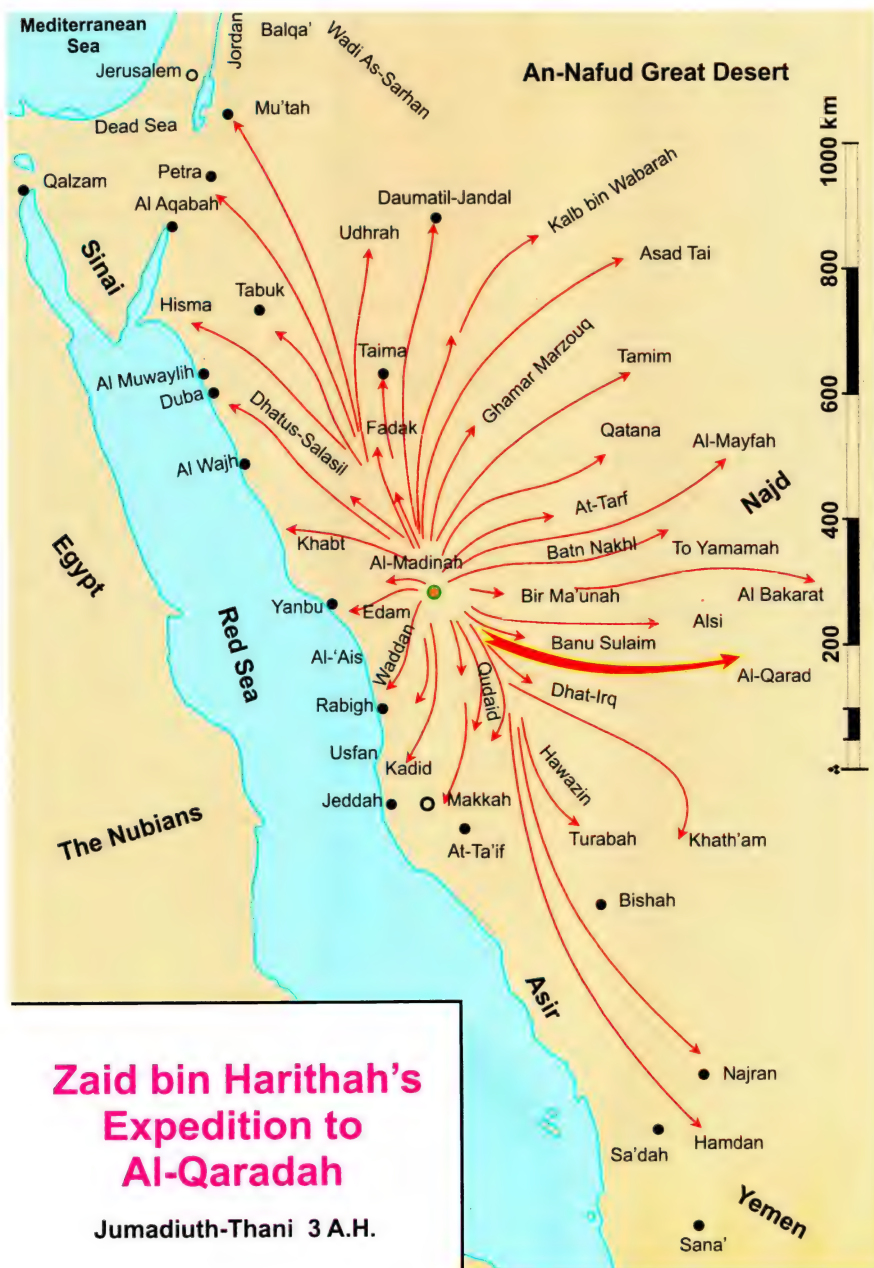 Mediterranean
Sea
Jordan
Balqa'
Wadi As-Sarhan
Jerusalem
An-Nafud Great Desert
Mu'tah
Dead Sea
1000 km
Qalzam
Petra
Al Aqabah
Daumatil-Jandal
Kalb bin Wabarah
Udhrah
Asad Tai
Sinai
Hisma
Tabuk
800
Al Muwaylih
Duba
Taima
Ghamar Marzouq
Tamim
600
Dhatus-Salasil
Fadak
Qatana
Al-Mayfah
Al Wajh
Najd
At-Tarf
400
Egypt
Khabt
Al-Madinah
Batn Nakhl
To Yamamah
Yanbu
Edam
Bir Ma'unah
Al Bakarat
Red Sea
Alsi
Al-'Ais
Waddan
Banu Sulaim
200
Qudaid
Al-Qarad
Rabigh
Dhat-Irq
Usfan
Kadid
Hawazin
Jeddah
Makkah
The Nubians
At-Ta'if
Turabah
Khath'am
Bishah
Asir
Zaid bin Harithah's
Expedition to
Al-Qaradah
Jumadiuth-Thani 3 A.H.
Najran
Sa'dah
Hamdan
Yemen
Sana'